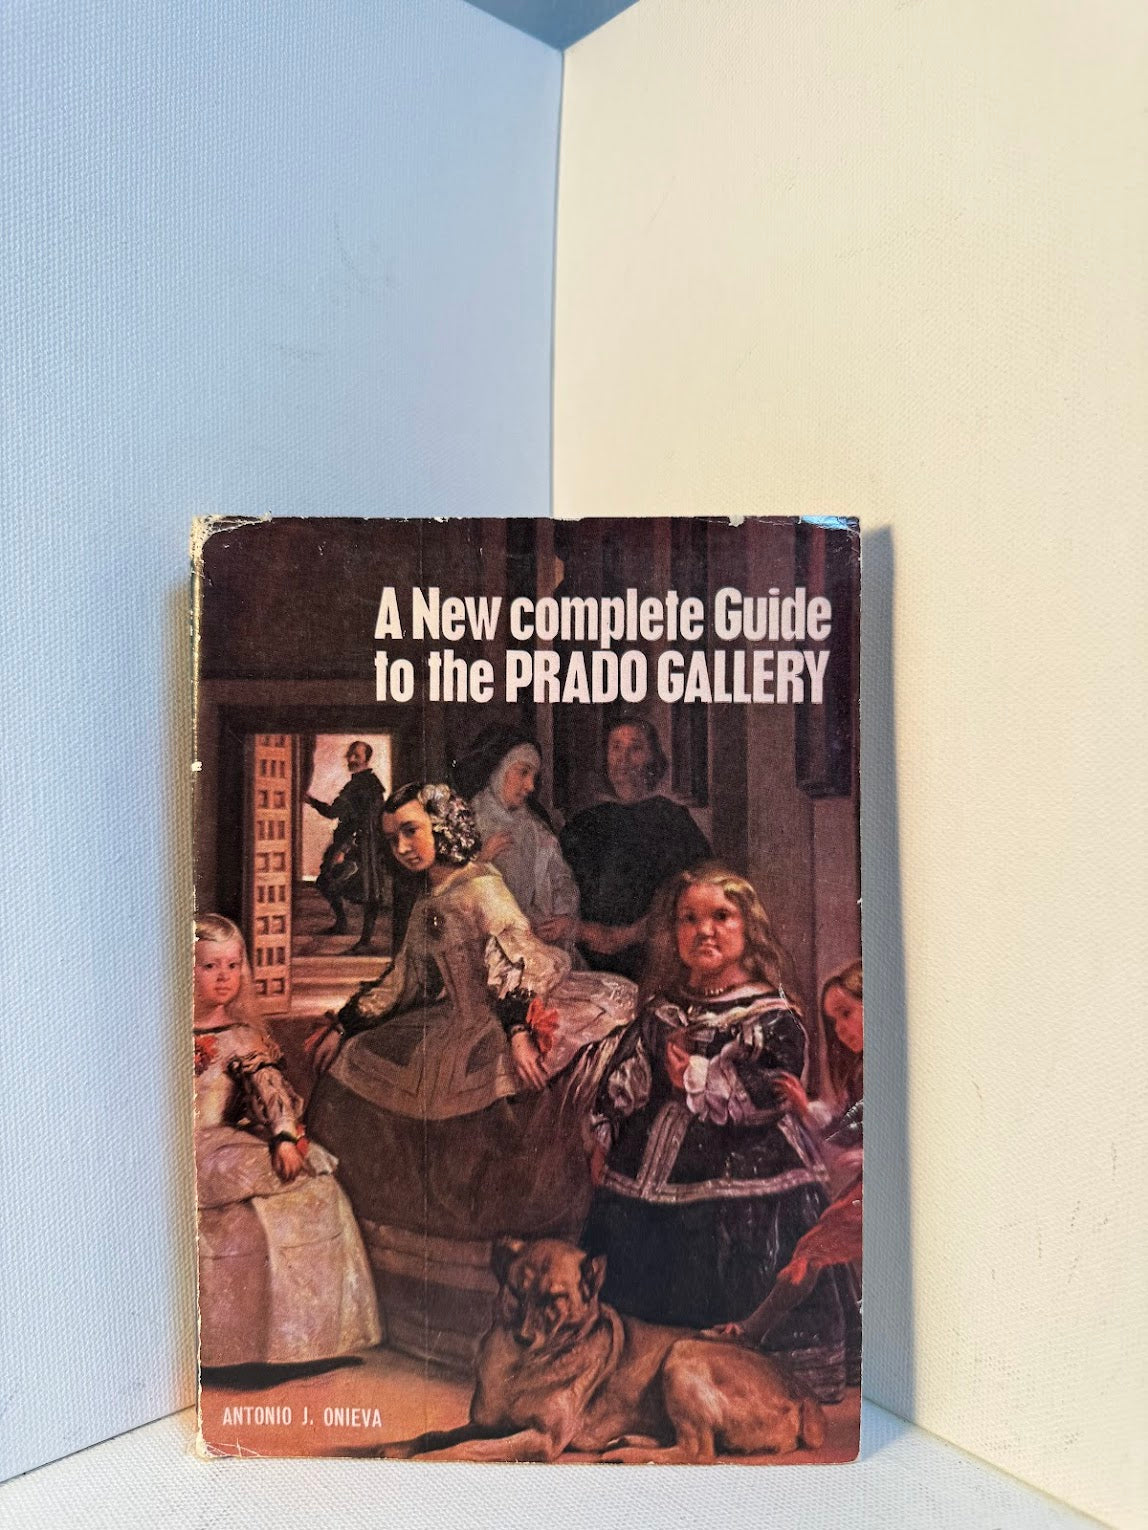 A New complete Guide
to the PRADO GALLERY
ANTONIO J. ONIEVA